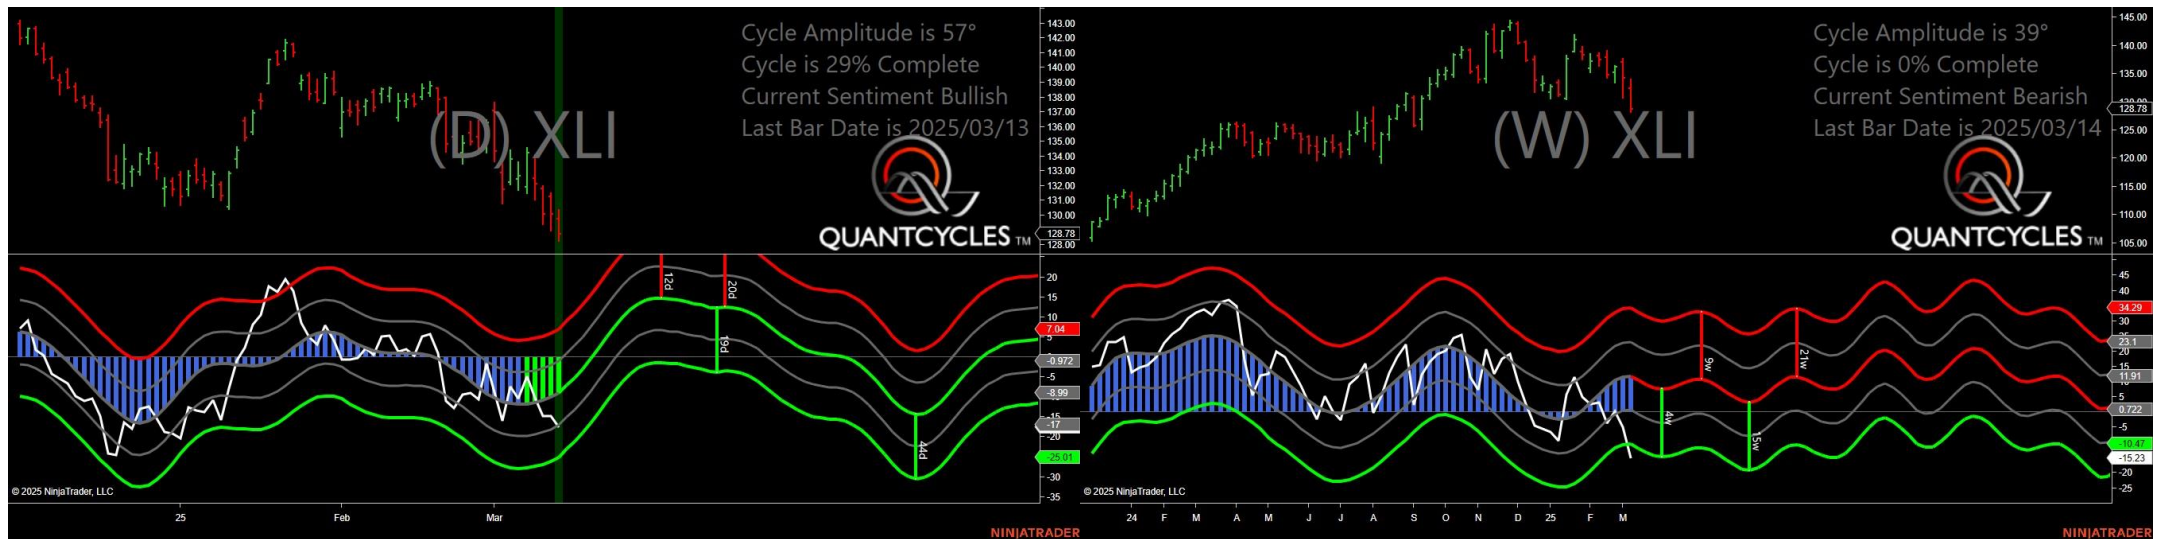 Cycle Amplitude is 57°
Cycle is 29% Complete
Current Sentiment Bullish
Last Bar Date is 2025/03/13
(D) XLI
QUANTCYCLES TM
143.00
142.00
141.00
140.00
139.00
138.00
137.00
136.00
135.00
134.00
133.00
132.00
131.00
130.00
128.78
128.00
12d
20d
19d
44d
20
15
10
7.04
5
-0.972
-5
-8.99
-15
-17
-20
-25.01
-30
-35
© 2025 NinjaTrader, LLC
25
Feb
Mar
NINJATRADER
Cycle Amplitude is 39°
Cycle is 0% Complete
Current Sentiment Bearish
Last Bar Date is 2025/03/14
(W) XLI
QUANTCYCLES TM
145.00
140.00
135.00
130.00
128.78
125.00
120.00
115.00
110.00
105.00
9w
21w
4w
15w
45
40
34.29
30
23.1
20
15
11.91
5
0.722
-5
-10.47
-15.23
-20
-25
© 2025 NinjaTrader, LLC
24
F
M
A
M
J
J
A
S
O
N
D
25
F
M
NINJATRADER